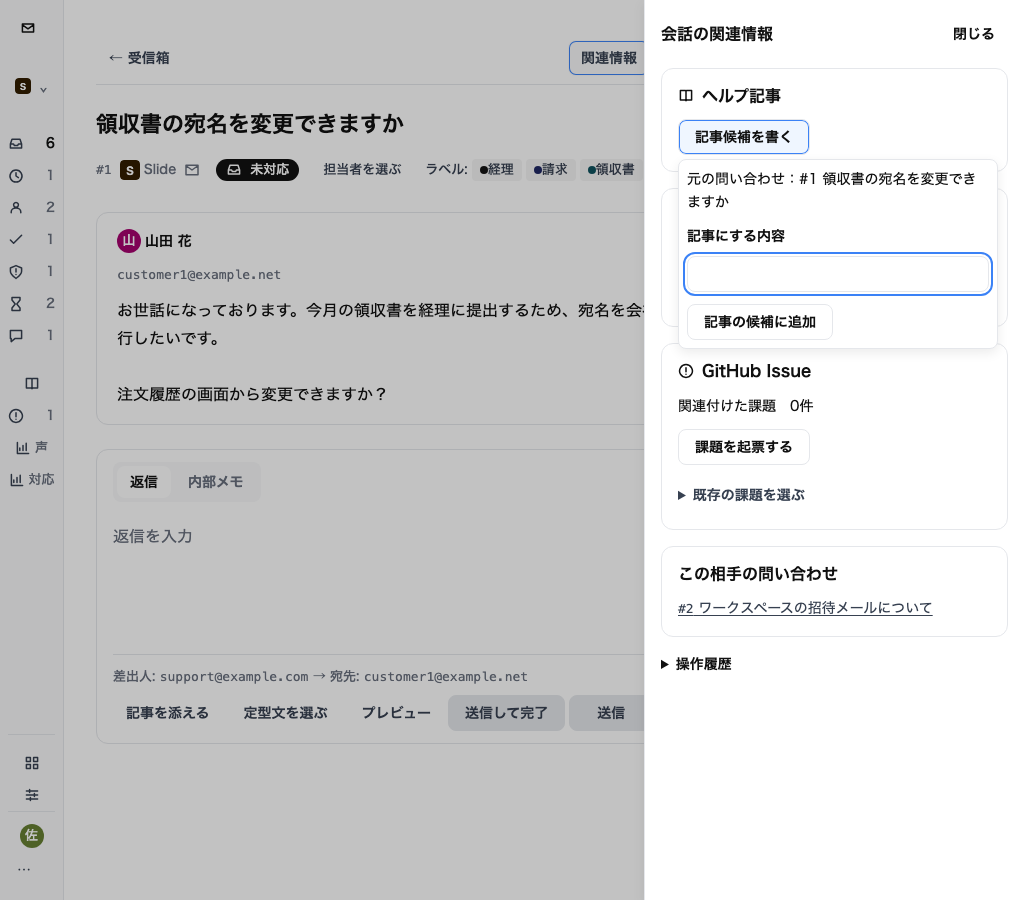 S
6
1
2
1
1
2
1
1
声
対応
佐
…
← 受信箱
関連情報
領収書の宛名を変更できますか
#1 S Slide 未対応 担当者を選ぶ ラベル: 経理 請求 領収書
山 山田 花
customer1@example.net
お世話になっております。今月の領収書を経理に提出するため、宛名を会
行したいです。
注文履歴の画面から変更できますか？
返信 内部メモ
返信を入力
差出人: support@example.com → 宛先: customer1@example.net
記事を添える 定型文を選ぶ プレビュー 送信して完了 送信
会話の関連情報 閉じる
ヘルプ記事
記事候補を書く
元の問い合わせ：#1 領収書の宛名を変更でき
ますか
記事にする内容
記事の候補に追加
GitHub Issue
関連付けた課題 0件
課題を起票する
▶ 既存の課題を選ぶ
この相手の問い合わせ
#2 ワークスペースの招待メールについて
▶ 操作履歴